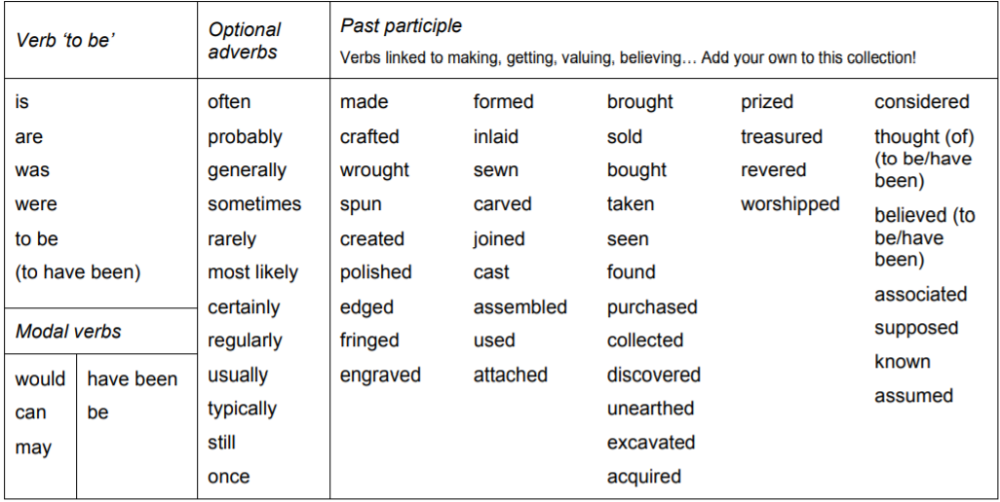 Verb ‘to be’
Optional
adverbs
Past participle
Verbs linked to making, getting, valuing, believing… Add your own to this collection!
is
are
was
were
to be
(to have been)
Modal verbs
would
can
may
have been
be
often
probably
generally
sometimes
rarely
most likely
certainly
regularly
usually
typically
still
once
made
crafted
wrought
spun
created
polished
edged
fringed
engraved
formed
inlaid
sewn
carved
joined
cast
assembled
used
attached
brought
sold
bought
taken
seen
found
purchased
collected
discovered
unearthed
excavated
acquired
prized
treasured
revered
worshipped
considered
thought (of)
(to be/have
been)
believed (to
be/have
been)
associated
supposed
known
assumed